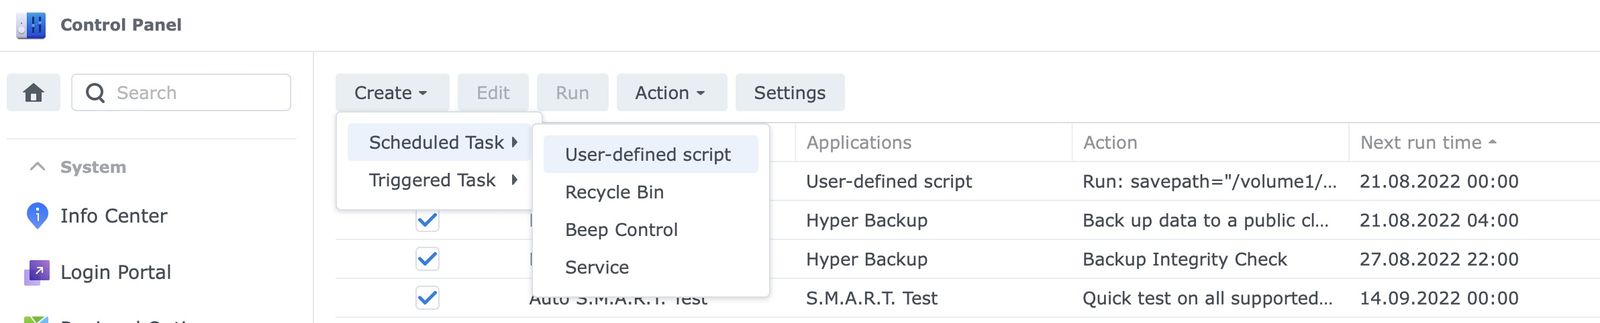 Control Panel
Search
Create Edit Run Action Settings
Scheduled Task
Triggered Task
User-defined script
Recycle Bin
Beep Control
Service
Applications Action Next run time
User-defined script Run: savepath="/volume1/... 21.08.2022 00:00
Hyper Backup Back up data to a public cl... 21.08.2022 04:00
Hyper Backup Backup Integrity Check 27.08.2022 22:00
Auto S.M.A.R.T. Test S.M.A.R.T. Test Quick test on all supported... 14.09.2022 00:00
System
Info Center
Login Portal